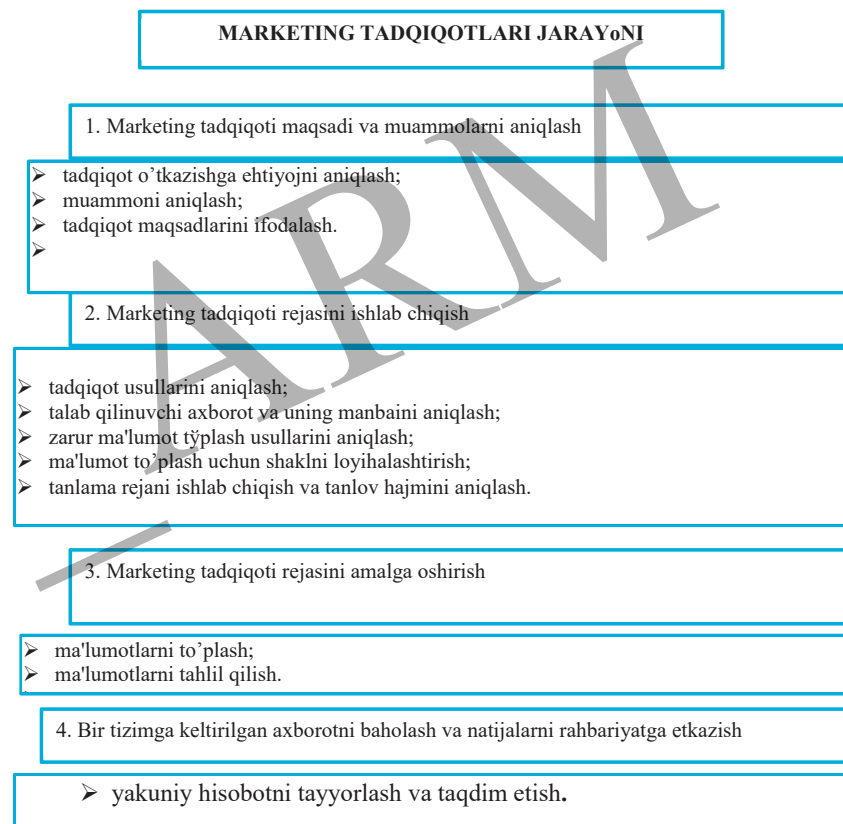 MARKETING TADQIQOTLARI JARAYoNI
1. Marketing tadqiqoti maqsadi va muammolarni aniqlash
➢ tadqiqot o’tkazishga ehtiyojni aniqlash;
➢ muammoni aniqlash;
➢ tadqiqot maqsadlarini ifodalash.
➢
2. Marketing tadqiqoti rejasini ishlab chiqish
➢ tadqiqot usullarini aniqlash;
➢ talab qilinuvchi axborot va uning manbaini aniqlash;
➢ zarur ma'lumot tўplash usullarini aniqlash;
➢ ma'lumot to’plash uchun shaklni loyihalashtirish;
➢ tanlama rejani ishlab chiqish va tanlov hajmini aniqlash.
3. Marketing tadqiqoti rejasini amalga oshirish
➢ ma'lumotlarni to’plash;
➢ ma'lumotlarni tahlil qilish.
4. Bir tizimga keltirilgan axborotni baholash va natijalarni rahbariyatga etkazish
➢ yakuniy hisobotni tayyorlash va taqdim etish.
_ARM